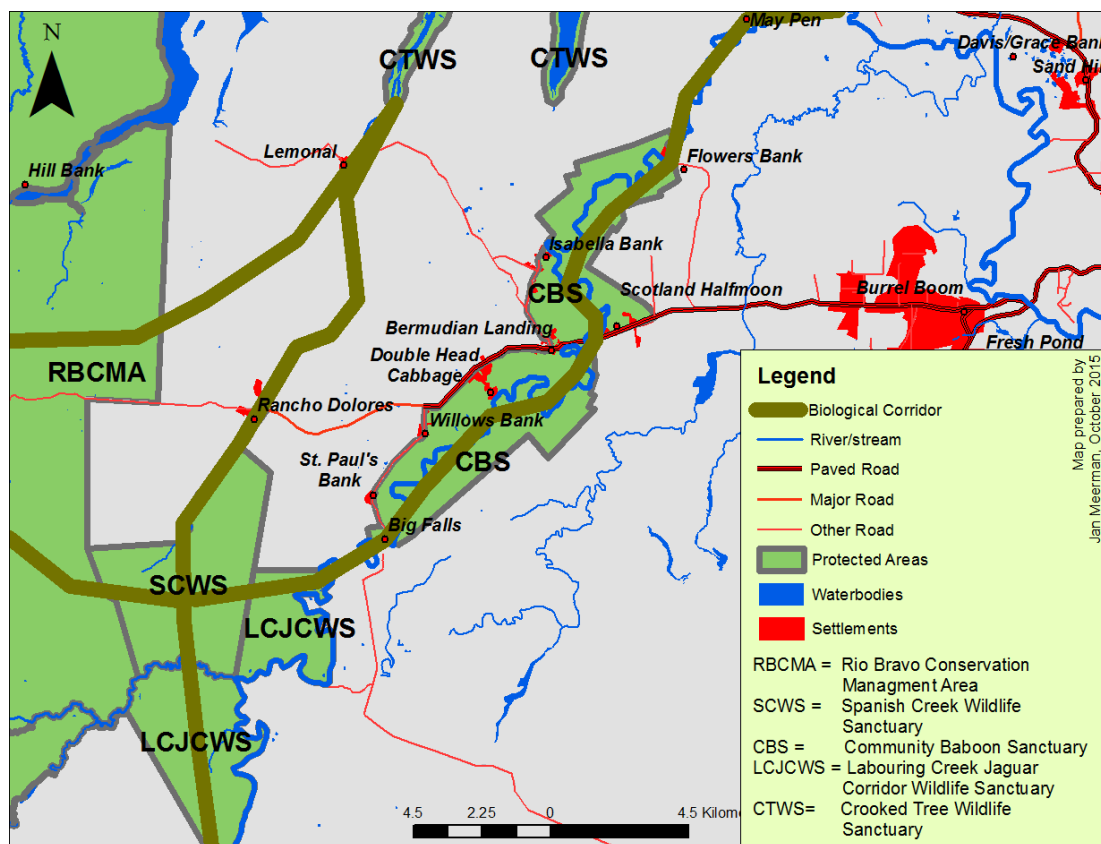 May Pen
N
CTWS
CTWS
Davis/Grace Bank
Sand Hil
Lemonal
Hill Bank
Flowers Bank
Isabella Bank
CBS
Scotland Halfmoon
Burrel Boom
Bermudian Landing
Double Head
Cabbage
Fresh Pond
RBCMA
Rancho Dolores
Willows Bank
CBS
St. Paul's
Bank
Big Falls
SCWS
LCJCWS
LCJCWS
4.5 2.25 0 4.5 Kilome
Legend
Biological Corridor
River/stream
Paved Road
Major Road
Other Road
Protected Areas
Waterbodies
Settlements
RBCMA = Rio Bravo Conservation
Managment Area
SCWS = Spanish Creek Wildlife
Sanctuary
CBS = Community Baboon Sanctuary
LCJCWS = Labouring Creek Jaguar
Corridor Wildlife Sanctuary
CTWS= Crooked Tree Wildlife
Sanctuary
Map prepared by
Jan Meerman, October 2015